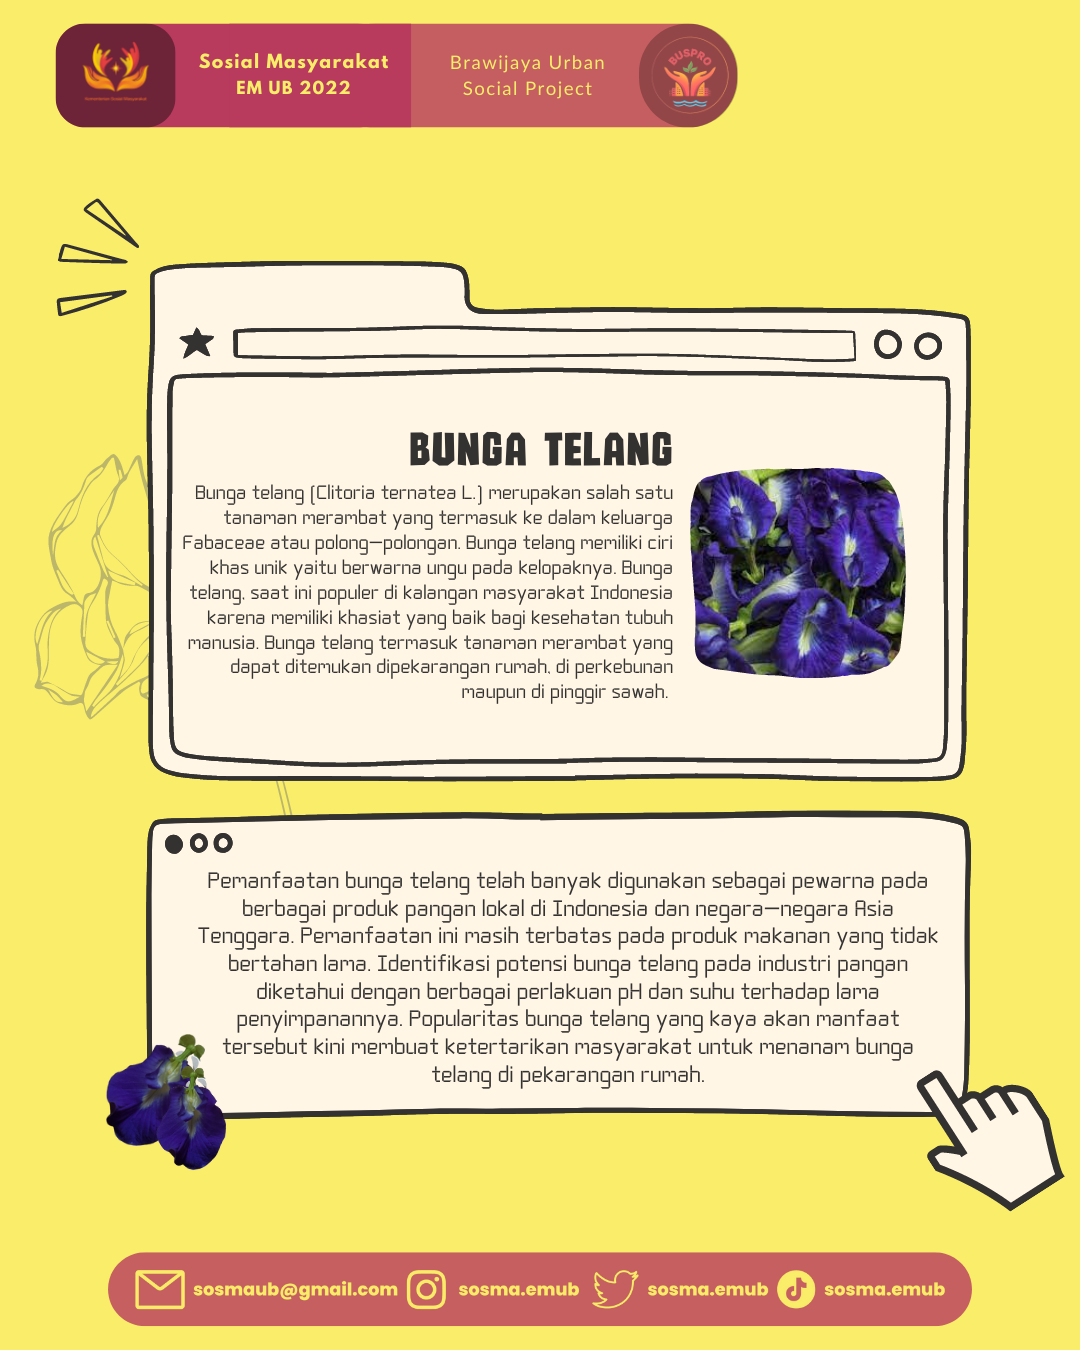 Sosial Masyarakat
EM UB 2022
Brawijaya Urban
Social Project
BUSPRO
BUNGA TELANG
Bunga telang (Clitoria ternatea L.) merupakan salah satu
tanaman merambat yang termasuk ke dalam keluarga
Fabaceae atau polong-polongan. Bunga telang memiliki ciri
khas unik yaitu berwarna ungu pada kelopaknya. Bunga
telang, saat ini populer di kalangan masyarakat Indonesia
karena memiliki khasiat yang baik bagi kesehatan tubuh
manusia. Bunga telang termasuk tanaman merambat yang
dapat ditemukan dipekarangan rumah, di perkebunan
maupun di pinggir sawah.
Pemanfaatan bunga telang telah banyak digunakan sebagai pewarna pada
berbagai produk pangan lokal di Indonesia dan negara-negara Asia
Tenggara. Pemanfaatan ini masih terbatas pada produk makanan yang tidak
bertahan lama. Identifikasi potensi bunga telang pada industri pangan
diketahui dengan berbagai perlakuan pH dan suhu terhadap lama
penyimpanannya. Popularitas bunga telang yang kaya akan manfaat
tersebut kini membuat ketertarikan masyarakat untuk menanam bunga
telang di pekarangan rumah.
sosmaub@gmail.com sosma.emub sosma.emub sosma.emub